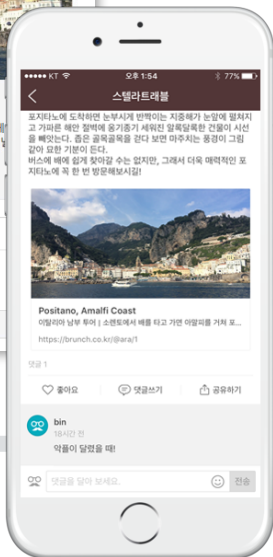 KT 오후 1:54 77%
스텔라트래블
포지타노에 도착하면 눈부시게 반짝이는 지중해가 눈앞에 펼쳐지
고 가파른 해안 절벽에 옹기종기 세워진 알록달록한 건물이 시선
을 빼앗는다. 좁은 골목골목을 걷다 보면 마주치는 풍경이 그림
같아 묘한 기분이 든다.
버스에 배에 쉽게 찾아갈 수는 없지만, 그래서 더욱 매력적인 포
지타노에 꼭 한 번 방문해보시길!
Positano, Amalfi Coast
이탈리아 남부 투어 | 소렌토에서 배를 타고 가면 아말피를 거쳐 포...
https://brunch.co.kr/@ara/1
댓글 1
좋아요 댓글쓰기 공유하기
bin
18시간 전
악플이 달렸을 때!
댓글을 달아 보세요. 전송